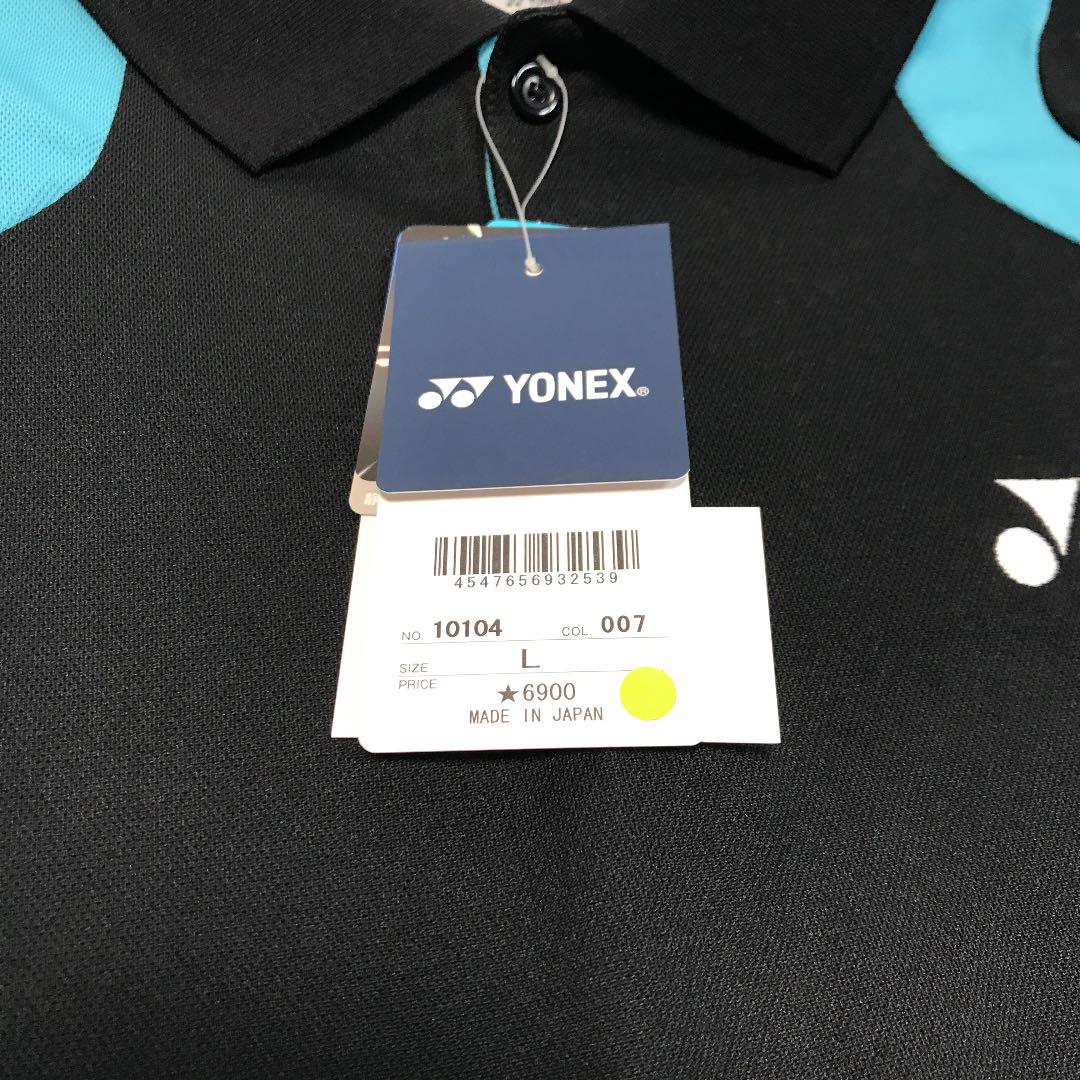 YONEX®
4547656932539
NO. 10104 COL. 007
SIZE L
PRICE
★6900
MADE IN JAPAN